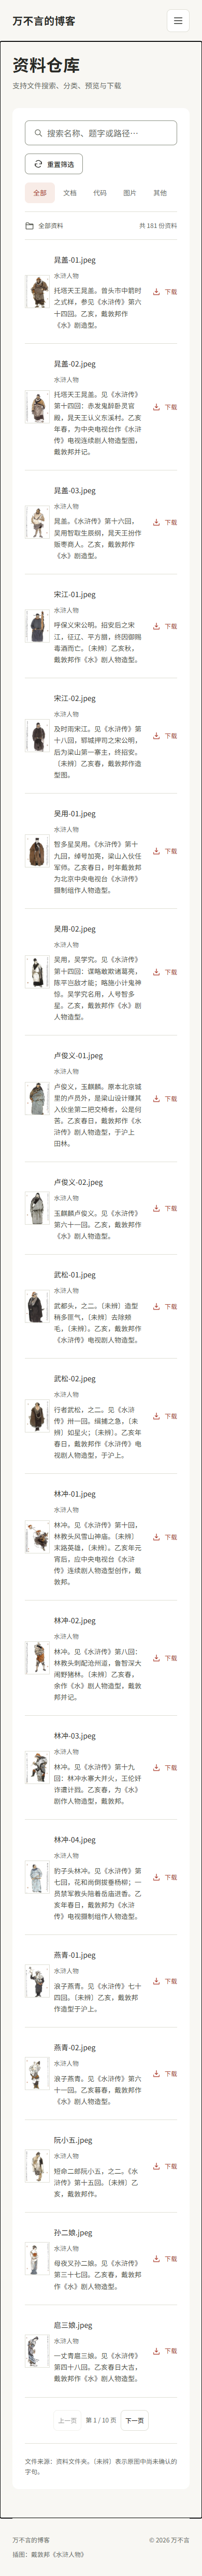 万不言的博客
资料仓库
支持文件搜索、分类、预览与下载
搜索名称、题字或路径…
重置筛选
全部 文档 代码 图片 其他
全部资料 共 181 份资料
晁盖-01.jpeg
水浒人物
托塔天王晁盖。曾头市中箭时
之式样，参见《水浒传》第六
十四回。乙亥，戴敦邦作
《水》剧造型。
下载
晁盖-02.jpeg
水浒人物
托塔天王晁盖。见《水浒传》
第十四回：赤发鬼醉卧灵官
殿，晁天王认义东溪村。乙亥
年春，为中央电视台作《水浒
传》电视连续剧人物造型图，
戴敦邦并记。
下载
晁盖-03.jpeg
水浒人物
晁盖。《水浒传》第十六回，
吴用智取生辰纲，晁天王扮作
贩枣商人。乙亥，戴敦邦作
《水》剧造型。
下载
宋江-01.jpeg
水浒人物
呼保义宋公明。招安后之宋
江，征辽、平方腊，终因御赐
毒酒而亡。〔未辨〕乙亥秋，
戴敦邦作《水》剧人物造型。
下载
宋江-02.jpeg
水浒人物
及时雨宋江。见《水浒传》第
十八回，郓城押司之宋公明，
后为梁山第一寨主，终招安。
〔未辨〕乙亥春，戴敦邦作造
型图。
下载
吴用-01.jpeg
水浒人物
智多星吴用。《水浒传》第十
九回，绰号加亮，梁山入伙任
军师。乙亥春日，时年戴敦邦
为北京中央电视台《水浒传》
摄制组作人物造型。
下载
吴用-02.jpeg
水浒人物
吴用，吴学究。见《水浒传》
第十四回：谋略敢欺诸葛亮，
陈平岂敌才能；略施小计鬼神
惊。吴学究名用，人号智多
星。乙亥，戴敦邦作《水》剧
人物造型。
下载
卢俊义-01.jpeg
水浒人物
卢俊义，玉麒麟。原本北京城
里的卢员外，是梁山设计赚其
入伙坐第二把交椅者，公是何
苦。乙亥春日，戴敦邦作《水
浒传》剧人物造型，于沪上
田林。
下载
卢俊义-02.jpeg
水浒人物
玉麒麟卢俊义。见《水浒传》
第六十一回。乙亥，戴敦邦作
《水》剧人物造型。
下载
武松-01.jpeg
水浒人物
武都头，之二。〔未辨〕造型
稍多匪气，〔未辨〕去除颊
毛，〔未辨〕。乙亥，戴敦邦作
《水浒传》电视剧人物造型。
下载
武松-02.jpeg
水浒人物
行者武松，之二。见《水浒
传》卅一回。缉捕之急，〔未
辨〕如星火；〔未辨〕。乙亥年
春日，戴敦邦作《水浒传》电
视剧人物造型，于沪上。
下载
林冲-01.jpeg
水浒人物
林冲。见《水浒传》第十回，
林教头风雪山神庙。〔未辨〕
末路英雄，〔未辨〕。乙亥年元
宵后，应中央电视台《水浒
传》连续剧人物造型创作，戴
敦邦。
下载
林冲-02.jpeg
水浒人物
林冲。见《水浒传》第八回：
林教头刺配沧州道，鲁智深大
闹野猪林。〔未辨〕乙亥春，
余作《水》剧人物造型，戴敦
邦并记。
下载
林冲-03.jpeg
水浒人物
林冲。见《水浒传》第十九
回：林冲水寨大并火，王伦奸
诈遭计戮。乙亥春，为《水》
剧作人物造型，戴敦邦。
下载
林冲-04.jpeg
水浒人物
豹子头林冲。见《水浒传》第
七回，花和尚倒拔垂杨柳；一
员禁军教头陪着岳庙进香。乙
亥年春日，戴敦邦为《水浒
传》电视摄制组作人物造型。
下载
燕青-01.jpeg
水浒人物
浪子燕青。见《水浒传》七十
四回。〔未辨〕乙亥，戴敦邦
作造型于沪上。
下载
燕青-02.jpeg
水浒人物
浪子燕青。见《水浒传》第六
十一回。乙亥暮春，戴敦邦作
《水》剧人物造型。
下载
阮小五.jpeg
水浒人物
短命二郎阮小五，之二。《水
浒传》第十五回。〔未辨〕乙
亥，戴敦邦作。
下载
孙二娘.jpeg
水浒人物
母夜叉孙二娘。见《水浒传》
第三十七回。乙亥春，戴敦邦
作《水》剧人物造型。
下载
扈三娘.jpeg
水浒人物
一丈青扈三娘。见《水浒传》
第四十八回。乙亥春日大吉，
戴敦邦作《水》剧人物造型。
下载
上一页 第 1 / 10 页 下一页
文件来源：资料文件夹。〔未辨〕表示原图中尚未确认的
字句。
万不言的博客 © 2026 万不言
插图：戴敦邦《水浒人物》